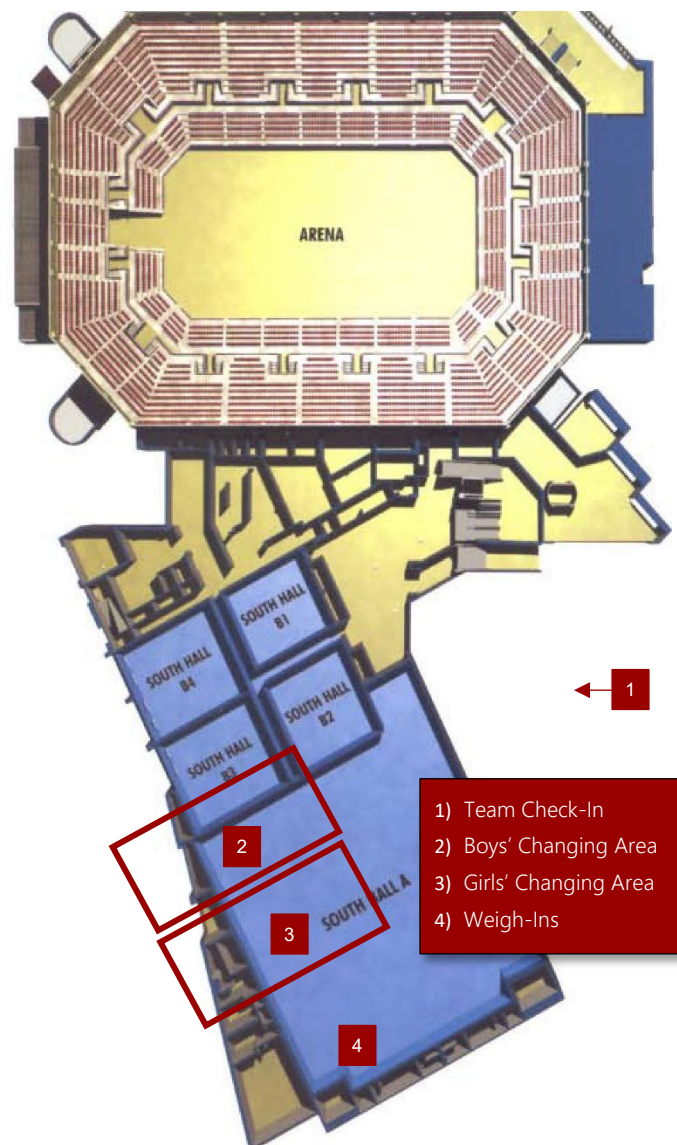 ARENA
SOUTH HALL
B1
SOUTH HALL
B4
SOUTH HALL
B2
SOUTH HALL
B3
1
2
SOUTH HALL A
3
4
1) Team Check-In
2) Boys' Changing Area
3) Girls' Changing Area
4) Weigh-Ins